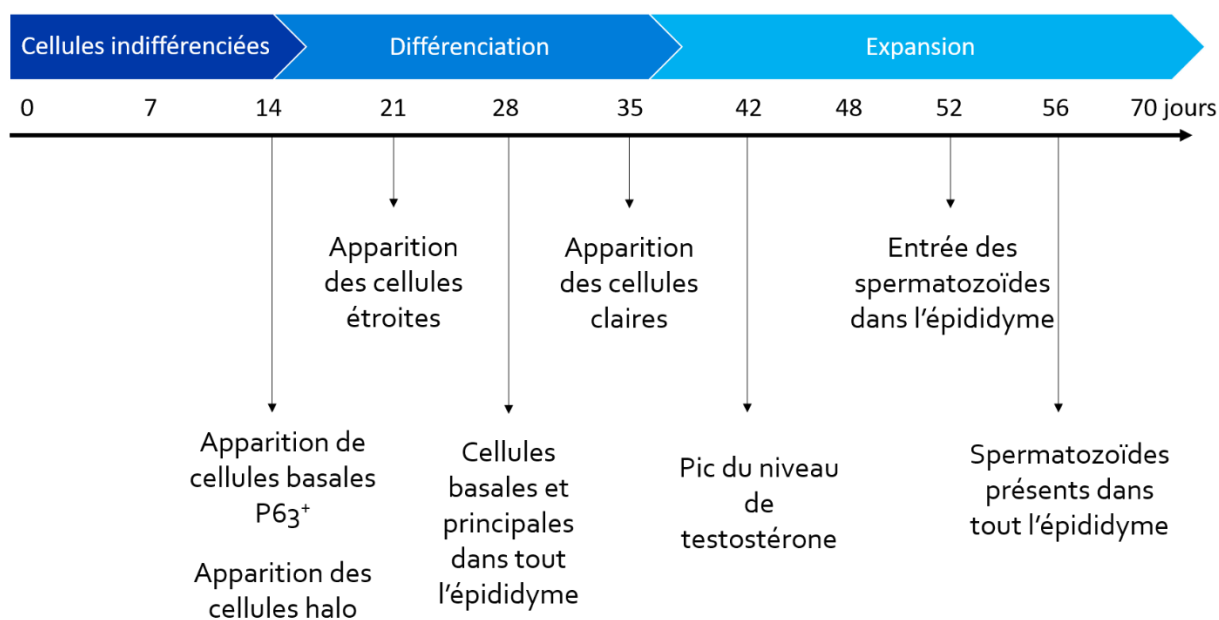 Cellules indifférenciées Différenciation Expansion
0 7 14 21 28 35 42 48 52 56 70 jours
Apparition
des cellules
étroites
Apparition
des cellules
claires
Entrée des
spermatozoïdes
dans l'épididyme
Apparition de
cellules basales
P63⁺
Apparition des
cellules halo
Cellules
basales et
principales
dans tout
l'épididyme
Pic du niveau
de
testostérone
Spermatozoïdes
présents dans
tout l'épididyme